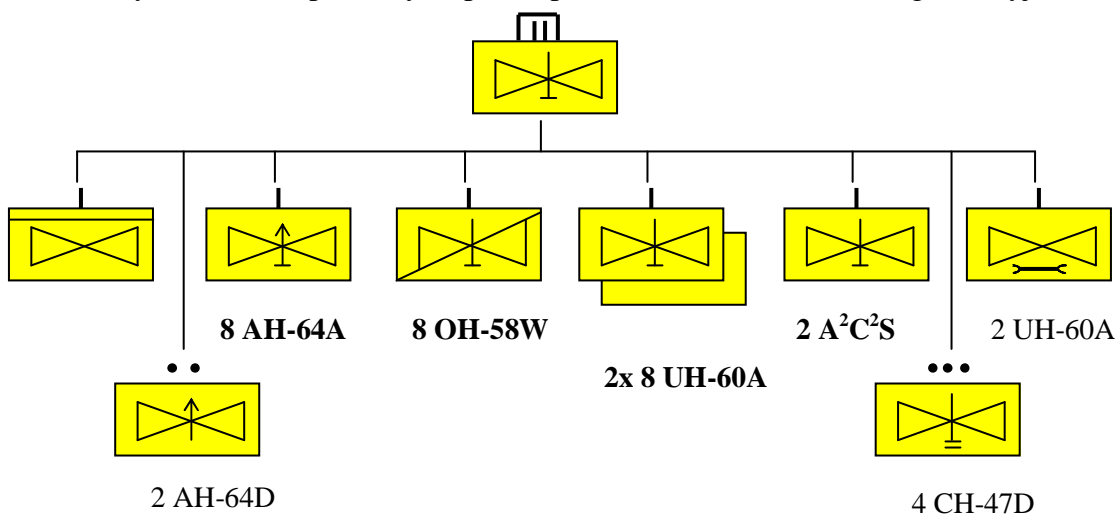 8 AH-64A
8 OH-58W
2x 8 UH-60A
2 A²C²S
2 UH-60A
2 AH-64D
4 CH-47D